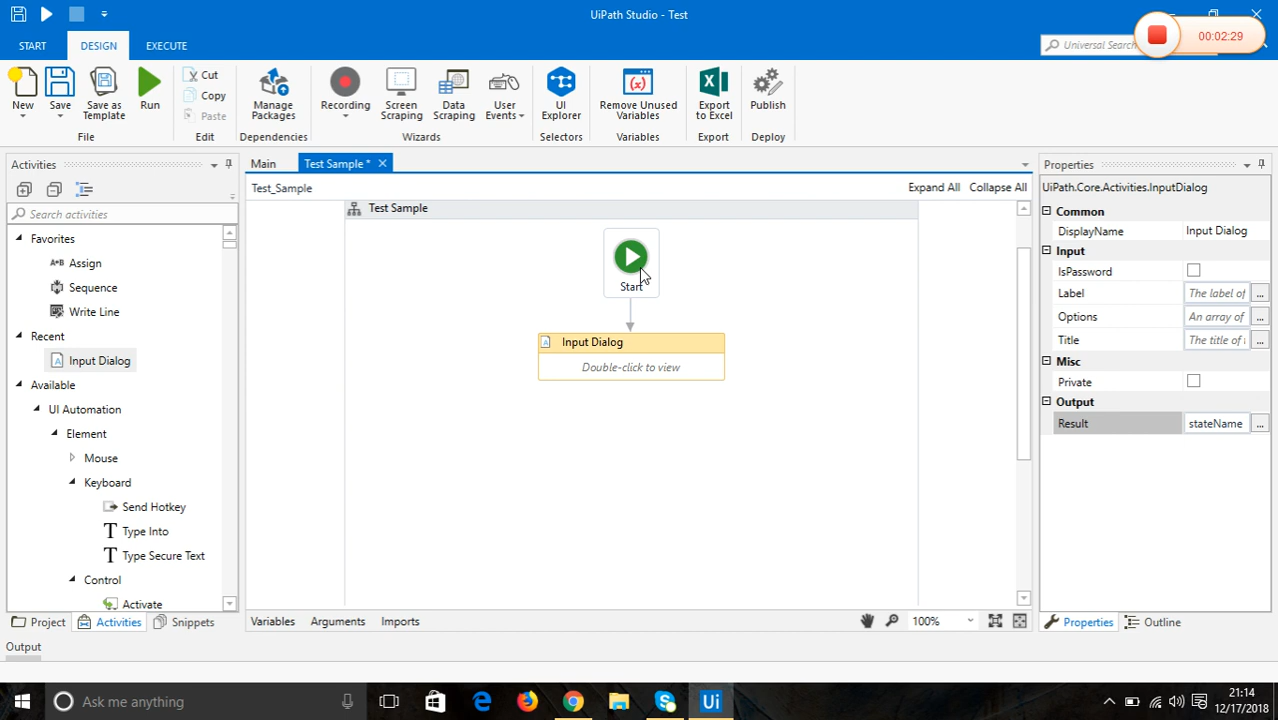 UiPath Studio - Test
START
DESIGN
EXECUTE
Universal Search
00:02:29
New
Save
Save as
Template
Run
Cut
Copy
Paste
Manage
Packages
Recording
Screen
Scraping
Data
Scraping
User
Events
UI
Explorer
Remove Unused
Variables
Export
to Excel
Publish
File
Edit
Dependencies
Wizards
Selectors
Variables
Export
Deploy
Activities
Search activities
Favorites
A*B Assign
Sequence
Write Line
Recent
Input Dialog
Available
UI Automation
Element
Mouse
Keyboard
Send Hotkey
Type Into
Type Secure Text
Control
Activate
Project
Activities
Snippets
Output
Main
Test Sample *
Test_Sample
Expand All
Collapse All
Test Sample
Start
Input Dialog
Double-click to view
Variables
Arguments
Imports
100%
Properties
UiPath.Core.Activities.InputDialog
Common
DisplayName Input Dialog
Input
IsPassword
Label The label of ...
Options An array of ...
Title The title of ...
Misc
Private
Output
Result stateName ...
Properties
Outline
Ask me anything
Ui
21:14
12/17/2018